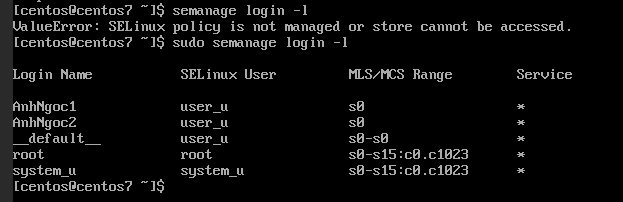 [centos@centos7 ~]$ semanage login -l
ValueError: SELinux policy is not managed or store cannot be accessed.
[centos@centos7 ~]$ sudo semanage login -l
Login Name SELinux User MLS/MCS Range Service
AnhNgoc1 user_u s0 *
AnhNgoc2 user_u s0 *
__default__ user_u s0-s0 *
root root s0-s15:c0.c1023 *
system_u system_u s0-s15:c0.c1023 *
[centos@centos7 ~]$